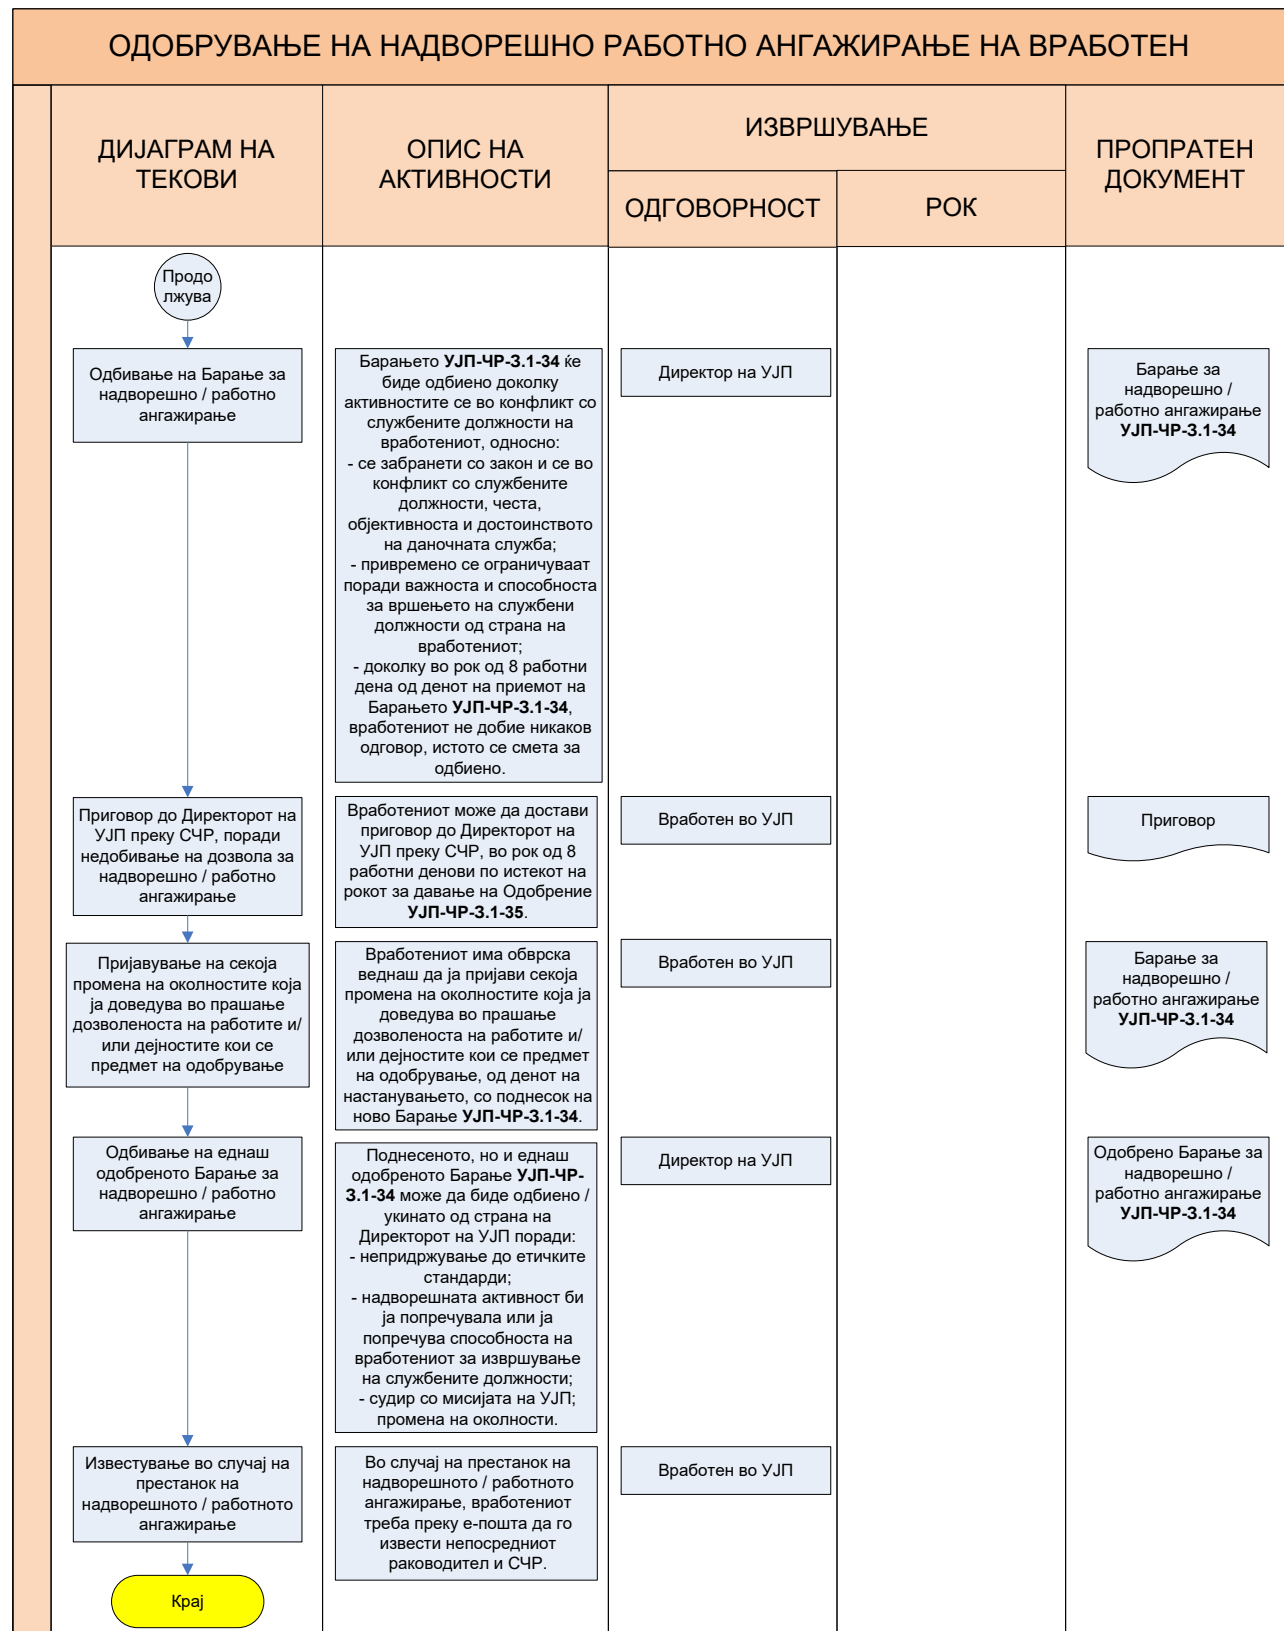 ОДОБРУВАЊЕ НА НАДВОРЕШНО РАБОТНО АНГАЖИРАЊЕ НА ВРАБОТЕН
ДИЈАГРАМ НА
ТЕКОВИ
ОПИС НА
АКТИВНОСТИ
ИЗВРШУВАЊЕ
ОДГОВОРНОСТ
РОК
ПРОПРАТЕН
ДОКУМЕНТ
Продо
лжува
Одбивање на Барање за
надворешно / работно
ангажирање
Барањето УЈП-ЧР-З.1-34 ќе
биде одбиено доколку
активностите се во конфликт со
службените должности на
вработениот, односно:
- се забранети со закон и се во
конфликт со службените
должности, честа,
објективноста и достоинството
на даночната служба;
- привремено се ограничуваат
поради важноста и способноста
за вршењето на службени
должности од страна на
вработениот;
- доколку во рок од 8 работни
дена од денот на приемот на
Барањето УЈП-ЧР-З.1-34,
вработениот не добие никаков
одговор, истото се смета за
одбиено.
Директор на УЈП
Барање за
надворешно /
работно ангажирање
УЈП-ЧР-З.1-34
Приговор до Директорот на
УЈП преку СЧР, поради
недобивање на дозвола за
надворешно / работно
ангажирање
Вработениот може да достави
приговор до Директорот на
УЈП преку СЧР, во рок од 8
работни денови по истекот на
рокот за давање на Одобрение
УЈП-ЧР-З.1-35.
Вработен во УЈП
Приговор
Пријавување на секоја
промена на околностите која
ја доведува во прашање
дозволеноста на работите и/
или дејностите кои се
предмет на одобрување
Вработениот има обврска
веднаш да ја пријави секоја
промена на околностите која ја
доведува во прашање
дозволеноста на работите и/
или дејностите кои се предмет
на одобрување, од денот на
настанувањето, со поднесок на
ново Барање УЈП-ЧР-З.1-34.
Вработен во УЈП
Барање за
надворешно /
работно ангажирање
УЈП-ЧР-З.1-34
Одбивање на еднаш
одобреното Барање за
надворешно / работно
ангажирање
Поднесеното, но и еднаш
одобреното Барање УЈП-ЧР-
З.1-34 може да биде одбиено /
укинато од страна на
Директорот на УЈП поради:
- непридржување до етичките
стандарди;
- надворешната активност би
ја попречувала или ја
попречува способноста на
вработениот за извршување
на службените должности;
- судир со мисијата на УЈП;
промена на околности.
Директор на УЈП
Одобрено Барање за
надворешно /
работно ангажирање
УЈП-ЧР-З.1-34
Известување во случај на
престанок на
надворешното / работното
ангажирање
Во случај на престанок на
надворешното / работното
ангажирање, вработениот
треба преку е-пошта да го
извести непосредниот
раководител и СЧР.
Вработен во УЈП
Крај